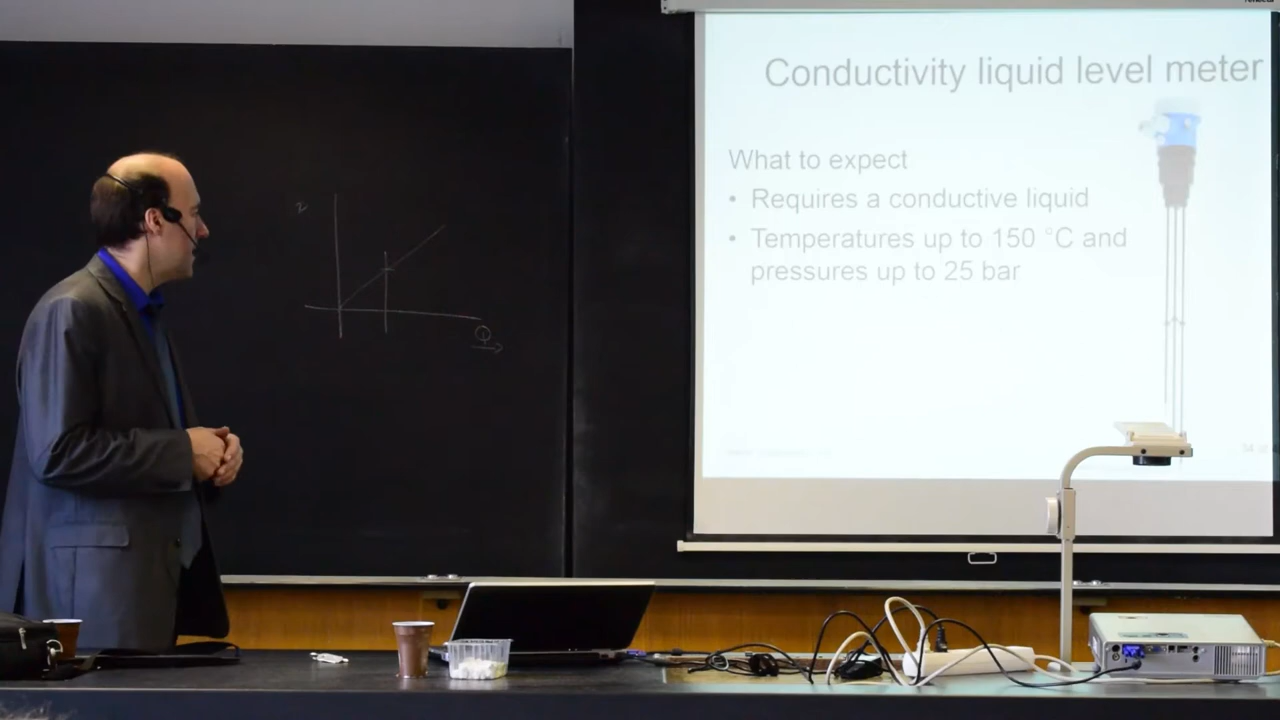 Conductivity liquid level meter
What to expect
• Requires a conductive liquid
• Temperatures up to 150 °C and
pressures up to 25 bar